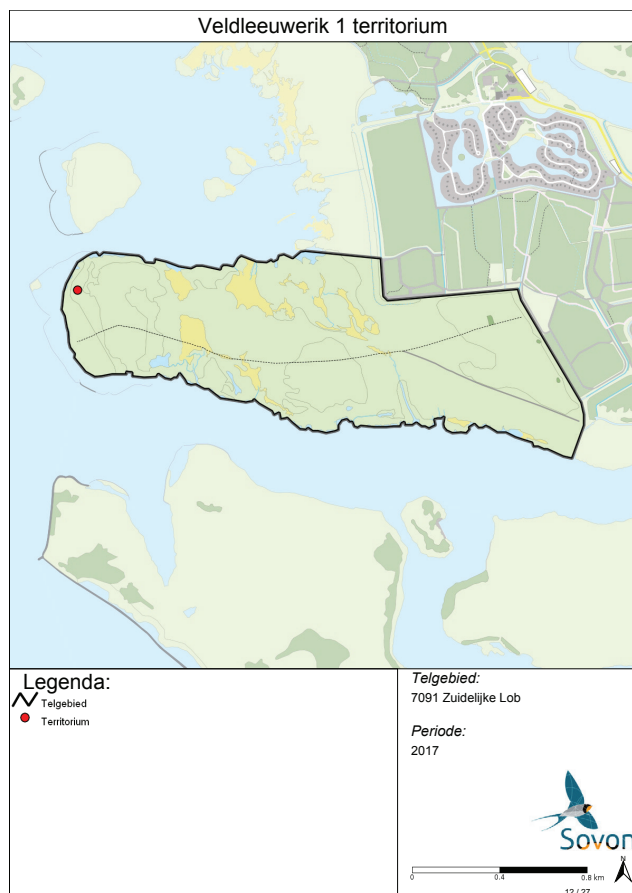 Veldleeuwerik 1 territorium
Legenda:
Telgebied
Territorium
Telgebied:
7091 Zuidelijke Lob
Periode:
2017
Sovon
N
0 0.4 0.8 km
12 / 27